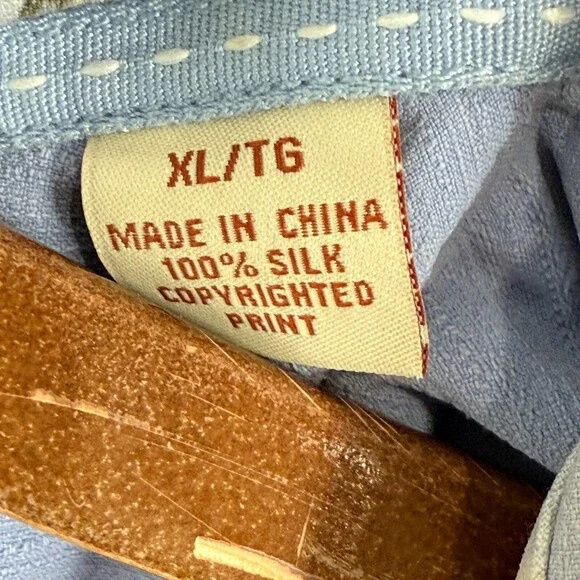 XL/TG
MADE IN CHINA
100% SILK
COPYRIGHTED
PRINT